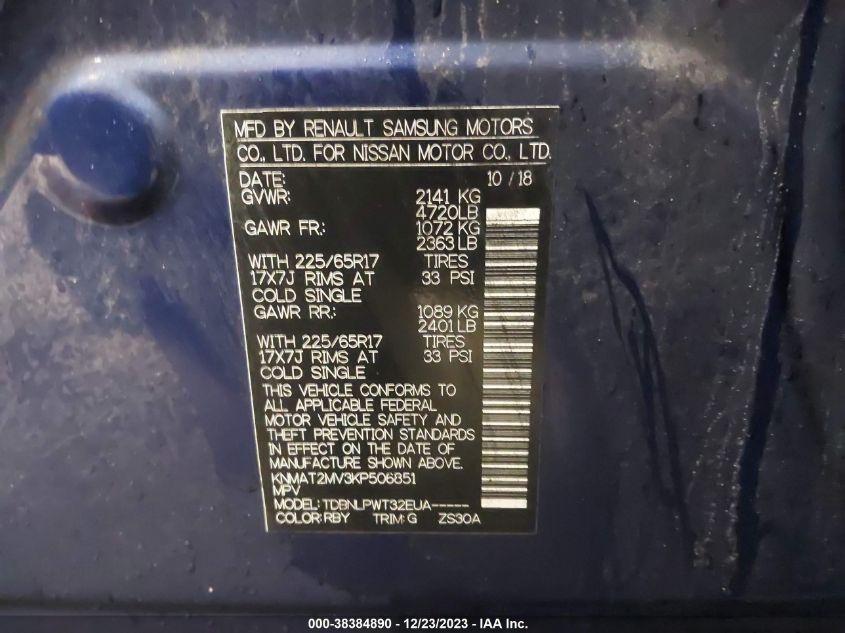 MFD BY RENAULT SAMSUNG MOTORS
CO., LTD. FOR NISSAN MOTOR CO., LTD.
DATE: 10 / 18
GVWR: 2141 KG
4720LB
GAWR FR.: 1072 KG
2363 LB
WITH 225/65R17 TIRES
17X7J RIMS AT 33 PSI
COLD SINGLE
GAWR RR.: 1089 KG
2401 LB
WITH 225/65R17 TIRES
17X7J RIMS AT 33 PSI
COLD SINGLE
THIS VEHICLE CONFORMS TO
ALL APPLICABLE FEDERAL
MOTOR VEHICLE SAFETY AND
THEFT PREVENTION STANDARDS
IN EFFECT ON THE DATE OF
MANUFACTURE SHOWN ABOVE.
KNMAT2MV3KP506851
MPV
MODEL: TDBNLPWT32EUA-----
COLOR: RBY TRIM: G ZS30A
000-38384890 - 12/23/2023 - IAA Inc.